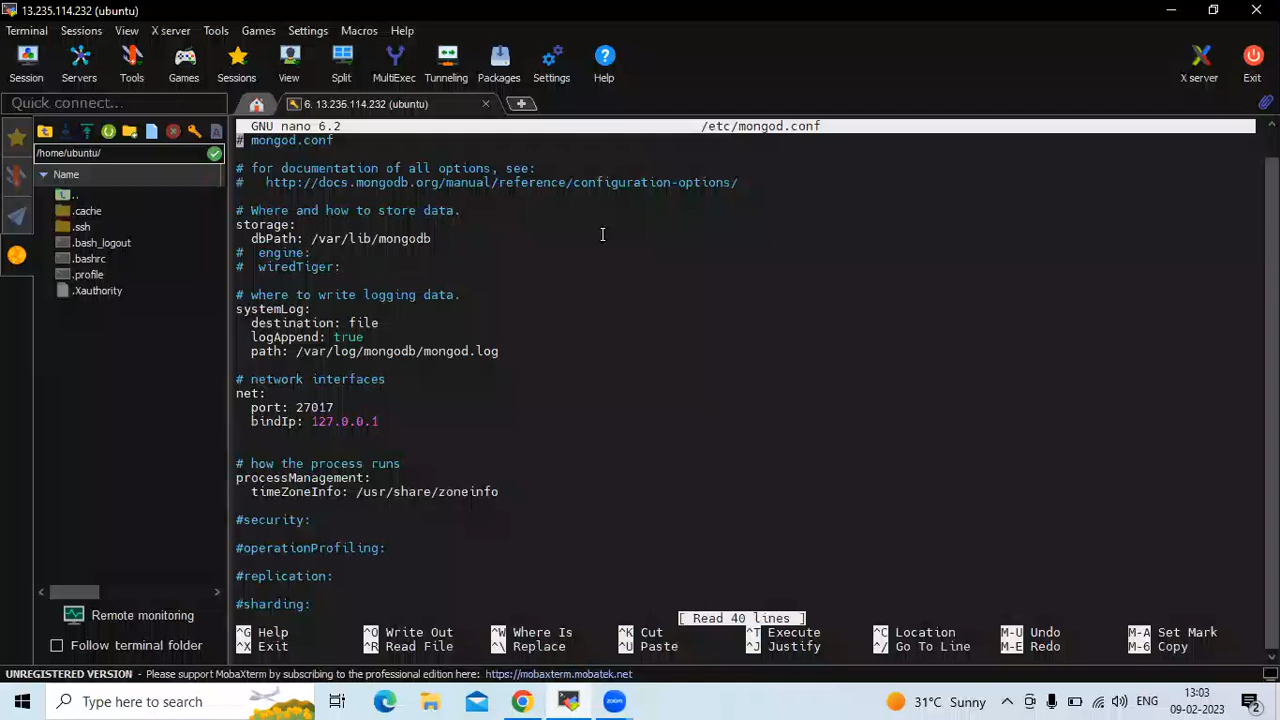 13.235.114.232 (ubuntu)
Terminal Sessions View X server Tools Games Settings Macros Help
Session Servers Tools Games Sessions View Split MultiExec Tunneling Packages Settings Help X server Exit
Quick connect...
6. 13.235.114.232 (ubuntu)
/home/ubuntu/
Name
..
.cache
.ssh
.bash_logout
.bashrc
.profile
.Xauthority
Remote monitoring
Follow terminal folder
GNU nano 6.2 /etc/mongod.conf
# mongod.conf
# for documentation of all options, see:
#   http://docs.mongodb.org/manual/reference/configuration-options/
# Where and how to store data.
storage:
  dbPath: /var/lib/mongodb
#  engine:
#  wiredTiger:
# where to write logging data.
systemLog:
  destination: file
  logAppend: true
  path: /var/log/mongodb/mongod.log
# network interfaces
net:
  port: 27017
  bindIp: 127.0.0.1
# how the process runs
processManagement:
  timeZoneInfo: /usr/share/zoneinfo
#security:
#operationProfiling:
#replication:
#sharding:
[ Read 40 lines ]
^G Help ^O Write Out ^W Where Is ^K Cut ^T Execute ^C Location M-U Undo M-A Set Mark
^X Exit ^R Read File ^\ Replace ^U Paste ^J Justify ^/ Go To Line M-E Redo M-6 Copy
UNREGISTERED VERSION - Please support MobaXterm by subscribing to the professional edition here: https://mobaxterm.mobatek.net
Type here to search
zoom
31°C Sunny
ENG
13:03
09-02-2023
2